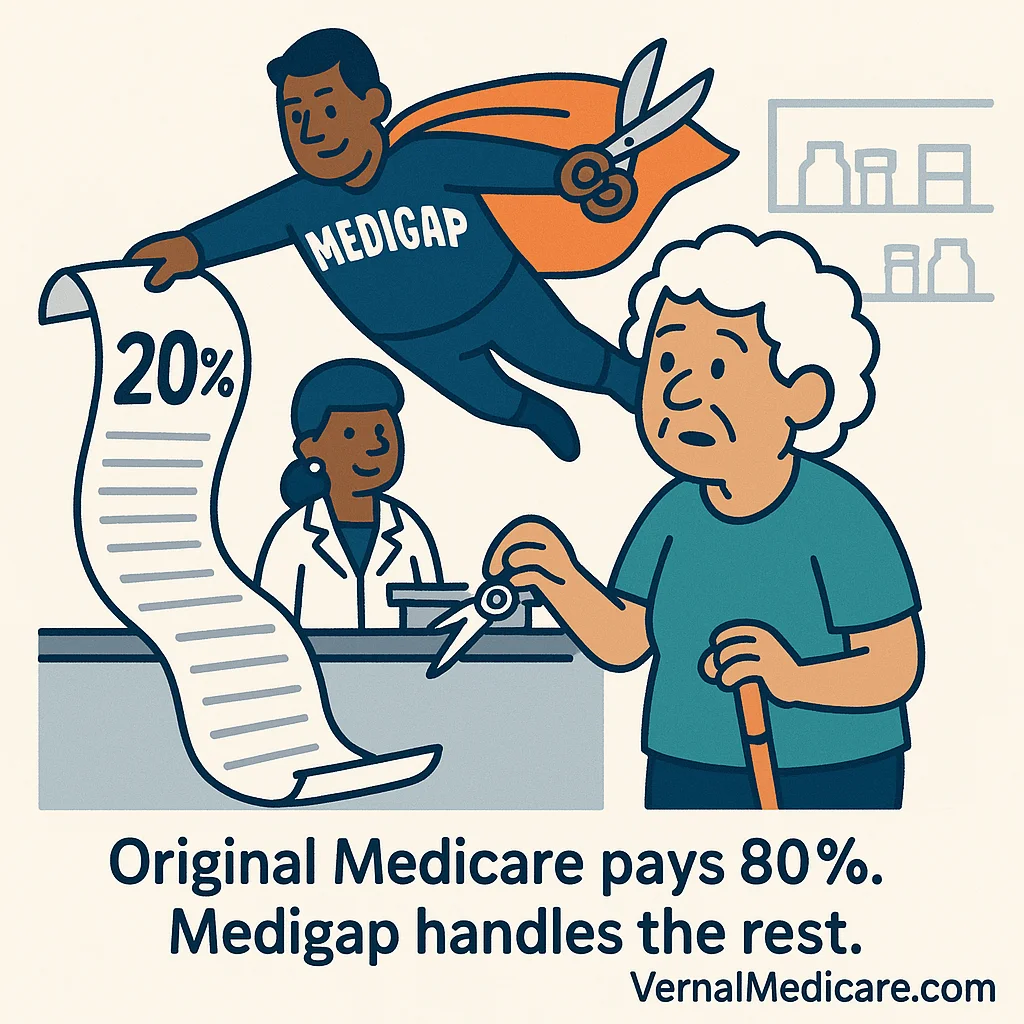 MEDIGAP
20%
Original Medicare pays 80%.
Medigap handles the rest.
VernalMedicare.com